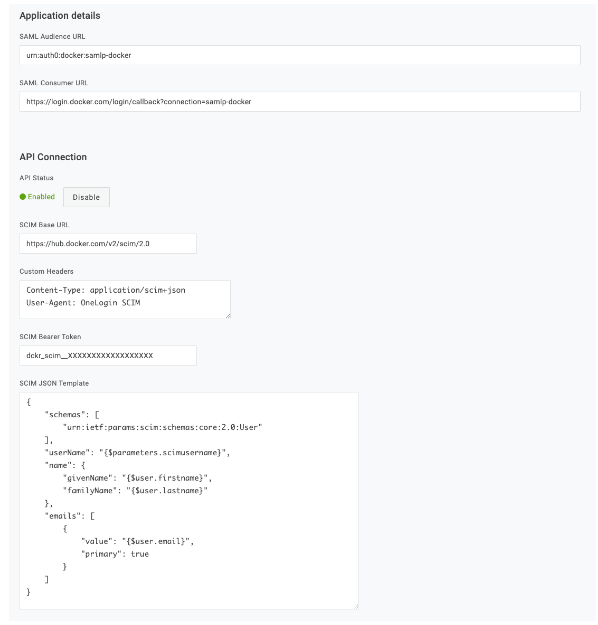 Application details
SAML Audience URL
urn:auth0:docker:samlp-docker
SAML Consumer URL
https://login.docker.com/login/callback?connection=samlp-docker
API Connection
API Status
Enabled Disable
SCIM Base URL
https://hub.docker.com/v2/scim/2.0
Custom Headers
Content-Type: application/scim+json
User-Agent: OneLogin SCIM
SCIM Bearer Token
dckr_scim__XXXXXXXXXXXXXXXXXX
SCIM JSON Template
{
    "schemas": [
        "urn:ietf:params:scim:schemas:core:2.0:User"
    ],
    "userName": "{$parameters.scimusername}",
    "name": {
        "givenName": "{$user.firstname}",
        "familyName": "{$user.lastname}"
    },
    "emails": [
        {
            "value": "{$user.email}",
            "primary": true
        }
    ]
}